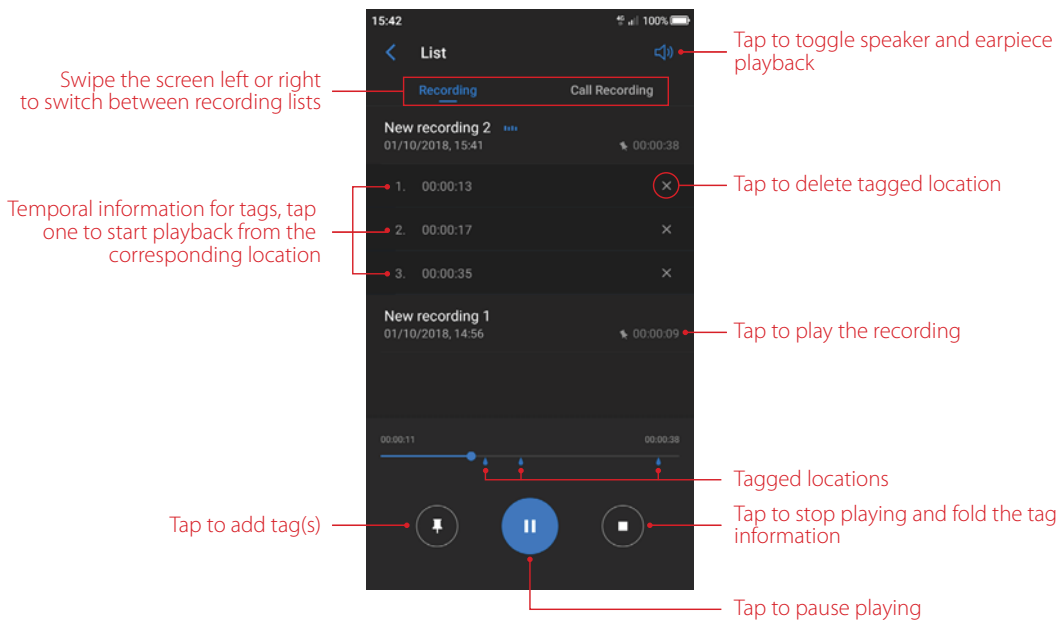 15:42
4G 100%
List
Tap to toggle speaker and earpiece
playback
Swipe the screen left or right
to switch between recording lists
Recording
Call Recording
New recording 2
01/10/2018, 15:41
00:00:38
1. 00:00:13
Tap to delete tagged location
Temporal information for tags, tap
one to start playback from the
corresponding location
2. 00:00:17
3. 00:00:35
New recording 1
01/10/2018, 14:56
00:00:09
Tap to play the recording
00:00:11
00:00:38
Tagged locations
Tap to add tag(s)
Tap to stop playing and fold the tag
information
Tap to pause playing